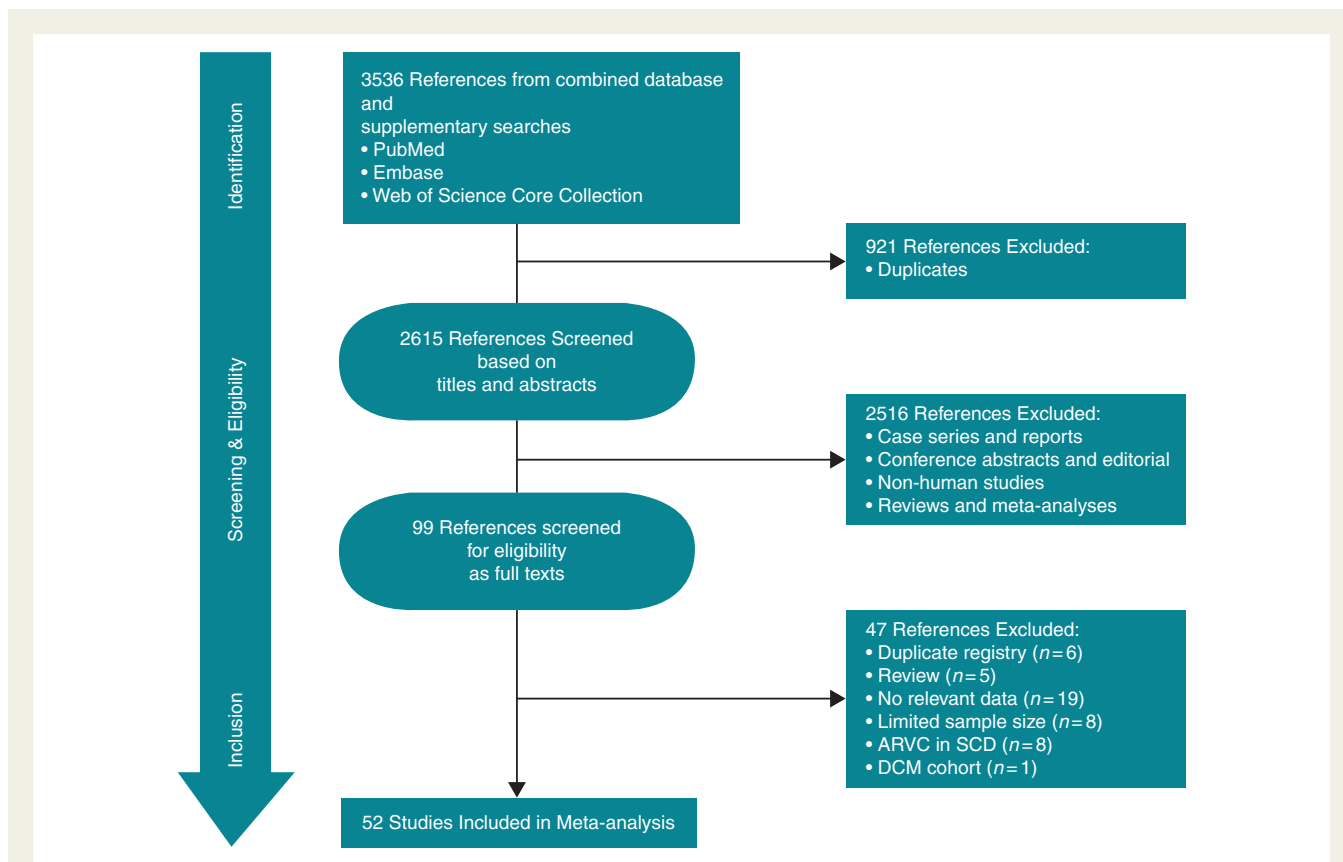 Identification
Screening & Eligibility
Inclusion
3536 References from combined database
and
supplementary searches
• PubMed
• Embase
• Web of Science Core Collection
921 References Excluded:
• Duplicates
2615 References Screened
based on
titles and abstracts
2516 References Excluded:
• Case series and reports
• Conference abstracts and editorial
• Non-human studies
• Reviews and meta-analyses
99 References screened
for eligibility
as full texts
47 References Excluded:
• Duplicate registry (n=6)
• Review (n=5)
• No relevant data (n=19)
• Limited sample size (n=8)
• ARVC in SCD (n=8)
• DCM cohort (n=1)
52 Studies Included in Meta-analysis